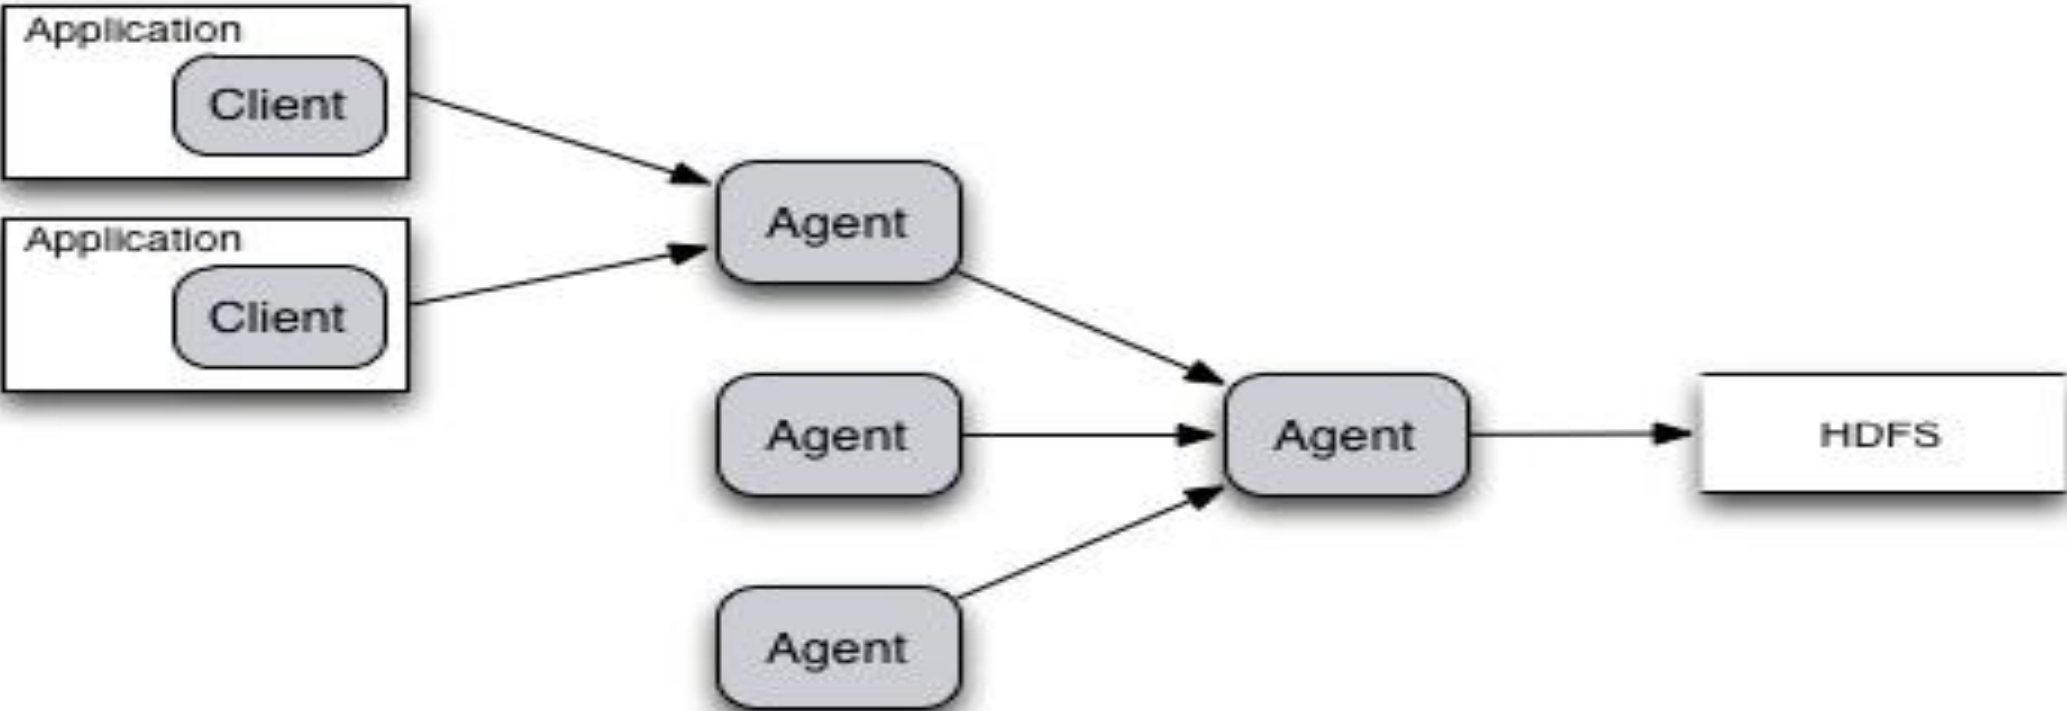 Application
Client
Application
Client
Agent
Agent
Agent
Agent
HDFS